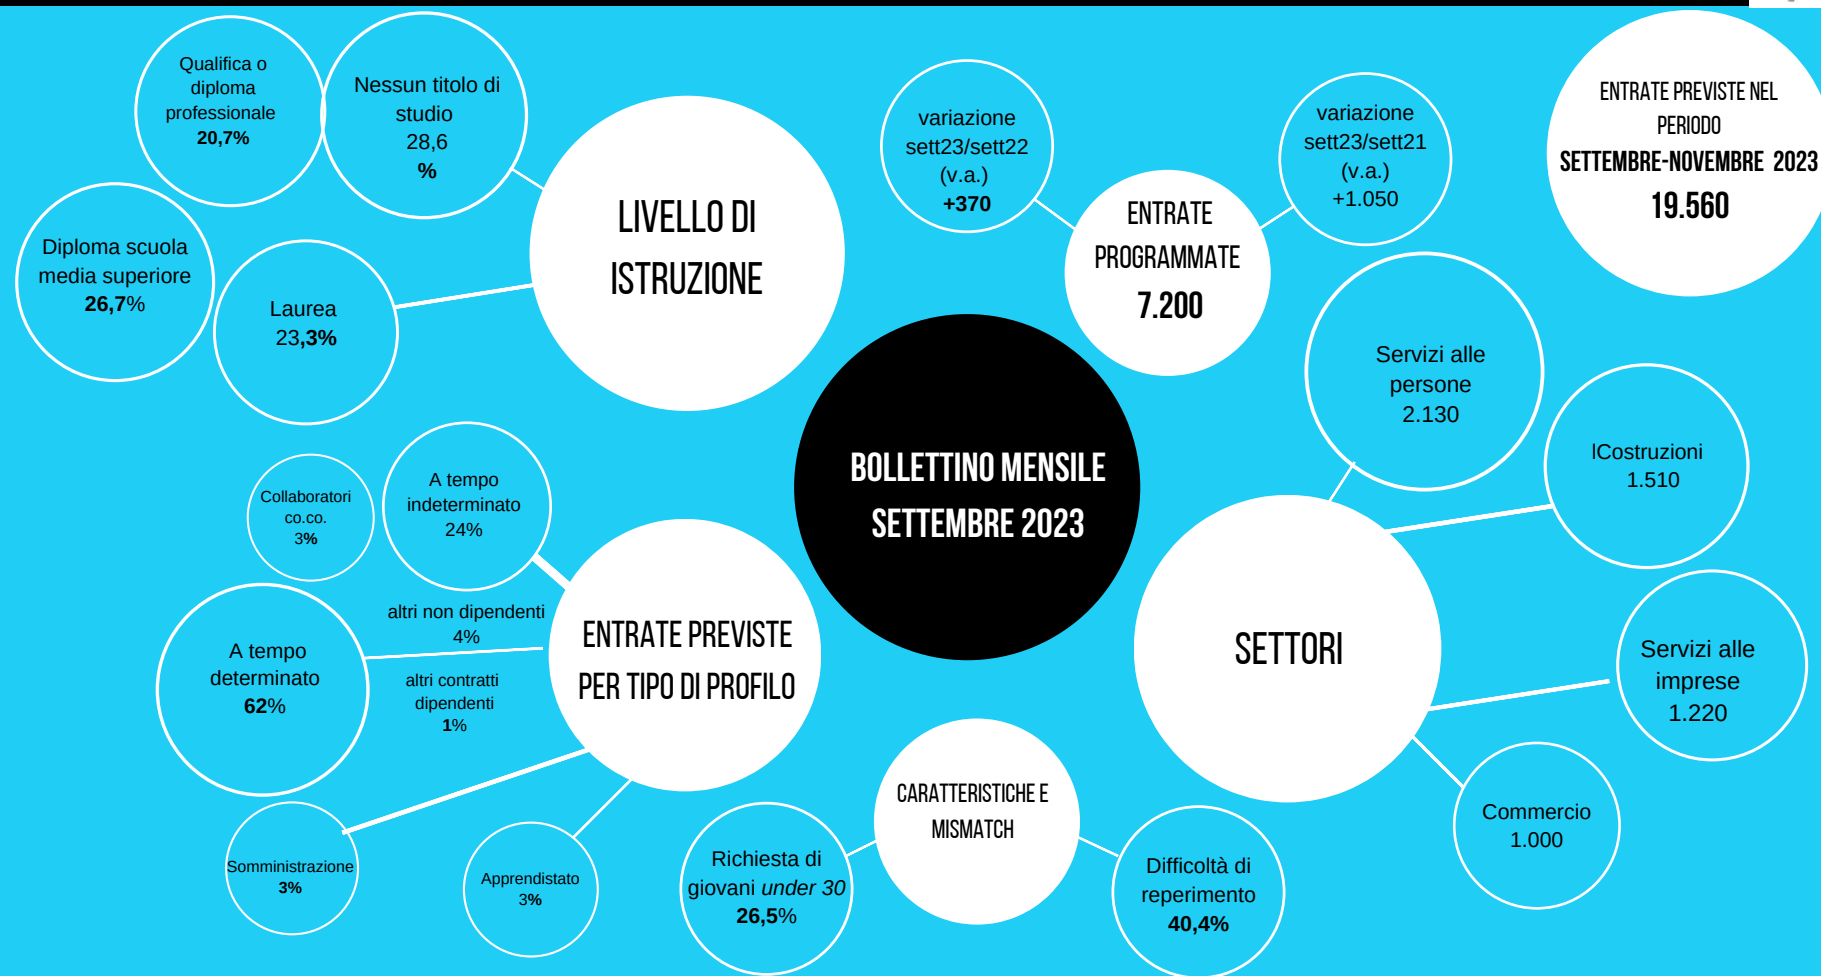 Qualifica o
diploma
professionale
20,7%
Nessun titolo di
studio
28,6
%
Diploma scuola
media superiore
26,7%
Laurea
23,3%
LIVELLO DI
ISTRUZIONE
variazione
sett23/sett22
(v.a.)
+370
ENTRATE
PROGRAMMATE
7.200
variazione
sett23/sett21
(v.a.)
+1.050
ENTRATE PREVISTE NEL
PERIODO
SETTEMBRE-NOVEMBRE 2023
19.560
BOLLETTINO MENSILE
SETTEMBRE 2023
Servizi alle
persone
2.130
lCostruzioni
1.510
SETTORI
Servizi alle
imprese
1.220
Commercio
1.000
Collaboratori
co.co.
3%
A tempo
indeterminato
24%
altri non dipendenti
4%
A tempo
determinato
62%
altri contratti
dipendenti
1%
ENTRATE PREVISTE
PER TIPO DI PROFILO
Somministrazione
3%
Apprendistato
3%
CARATTERISTICHE E
MISMATCH
Richiesta di
giovani under 30
26,5%
Difficoltà di
reperimento
40,4%